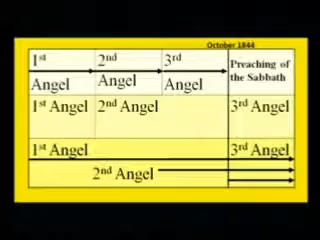 October 1844
1st 2nd 3rd Preaching of
the Sabbath
Angel Angel Angel
1st Angel 2nd Angel 3rd Angel
1st Angel 3rd Angel
2nd Angel